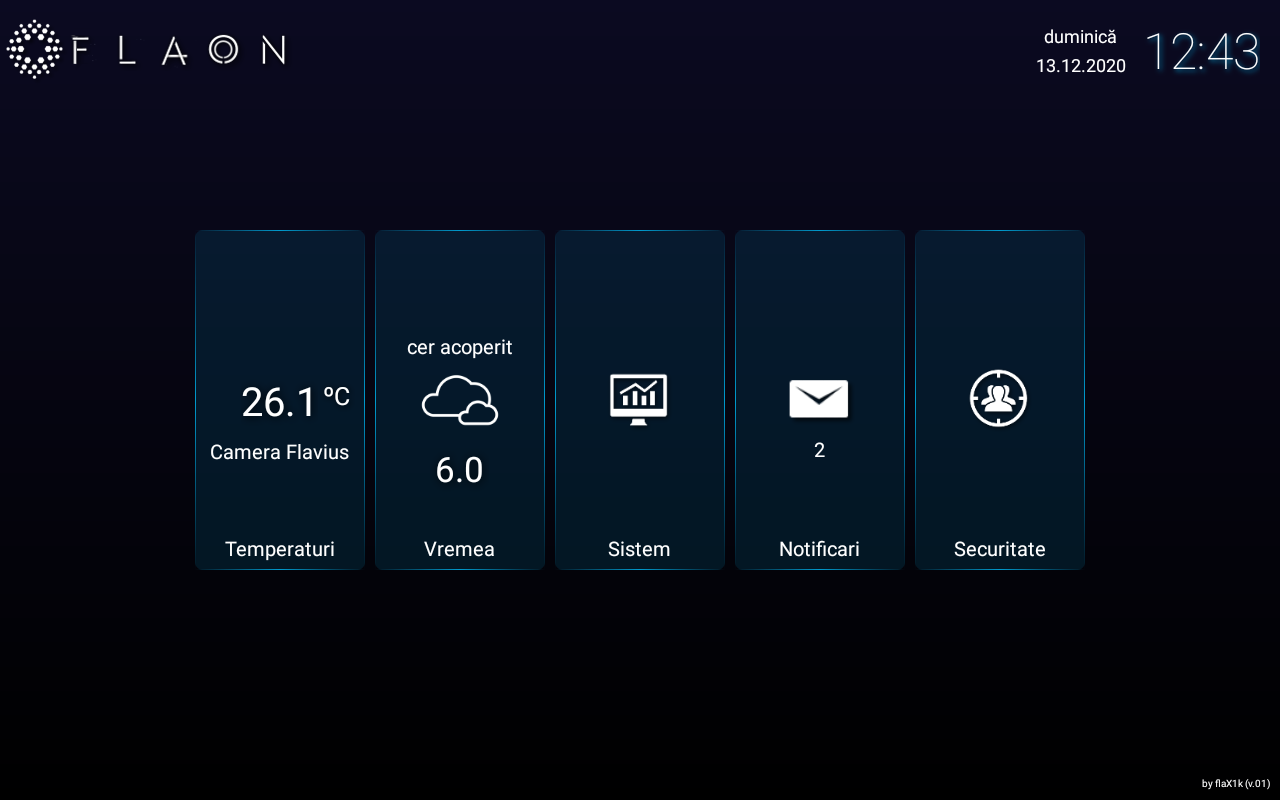 FLAON
duminică
13.12.2020
12:43
26.1 ºC
Camera Flavius
Temperaturi
cer acoperit
6.0
Vremea
Sistem
2
Notificari
Securitate
by flaX1k (v.01)